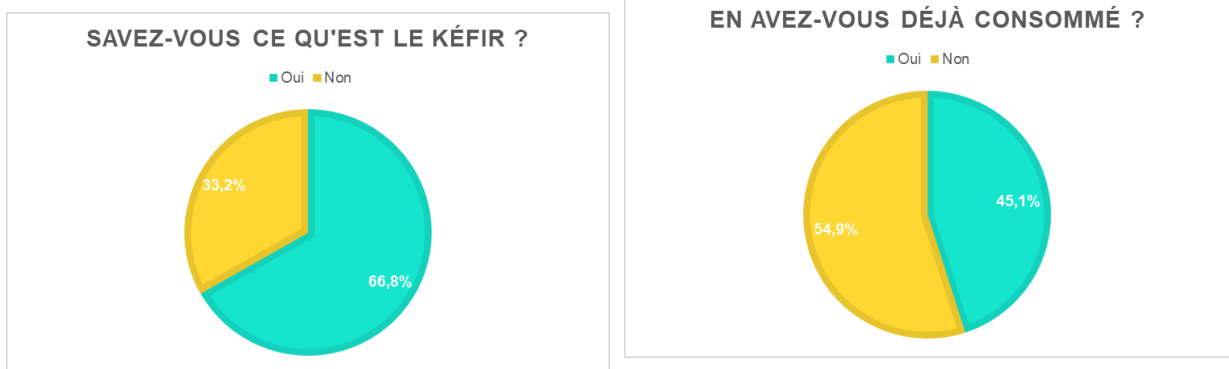 SAVEZ-VOUS CE QU'EST LE KÉFIR ?
Oui Non
33,2%
66,8%
EN AVEZ-VOUS DÉJÀ CONSOMMÉ ?
Oui Non
45,1%
54,9%